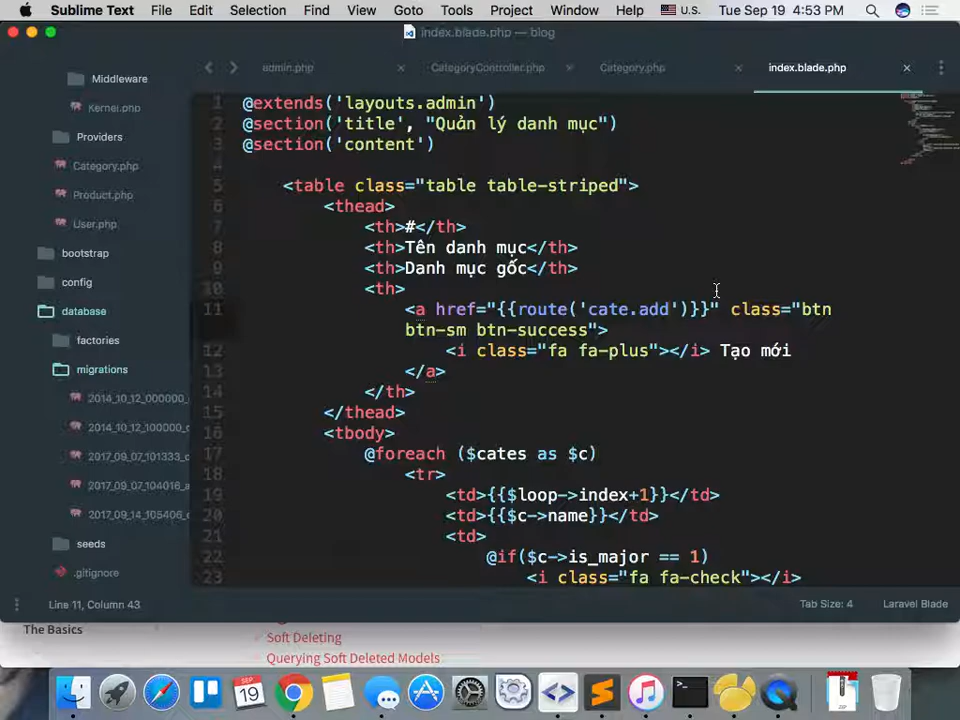 Sublime Text File Edit Selection Find View Goto Tools Project Window Help U.S. Tue Sep 19 4:53 PM
index.blade.php — blog
admin.php CategoryController.php Category.php index.blade.php
Middleware
Kernel.php
Providers
Category.php
Product.php
User.php
bootstrap
config
database
factories
migrations
2014_10_12_000000_
2014_10_12_100000_
2017_09_07_101333_
2017_09_07_104016_a
2017_09_14_105406_
seeds
.gitignore
1 @extends('layouts.admin')
2 @section('title', "Quản lý danh mục")
3 @section('content')
4
5 <table class="table table-striped">
6 <thead>
7 <th>#</th>
8 <th>Tên danh mục</th>
9 <th>Danh mục gốc</th>
10 <th>
11 <a href="{{route('cate.add')}}" class="btn
btn-sm btn-success">
12 <i class="fa fa-plus"></i> Tạo mới
13 </a>
14 </th>
15 </thead>
16 <tbody>
17 @foreach ($cates as $c)
18 <tr>
19 <td>{{$loop->index+1}}</td>
20 <td>{{$c->name}}</td>
21 <td>
22 @if($c->is_major == 1)
23 <i class="fa fa-check"></i>
Line 11, Column 43 Tab Size: 4 Laravel Blade
The Basics
Soft Deleting
Querying Soft Deleted Models
SEP
19